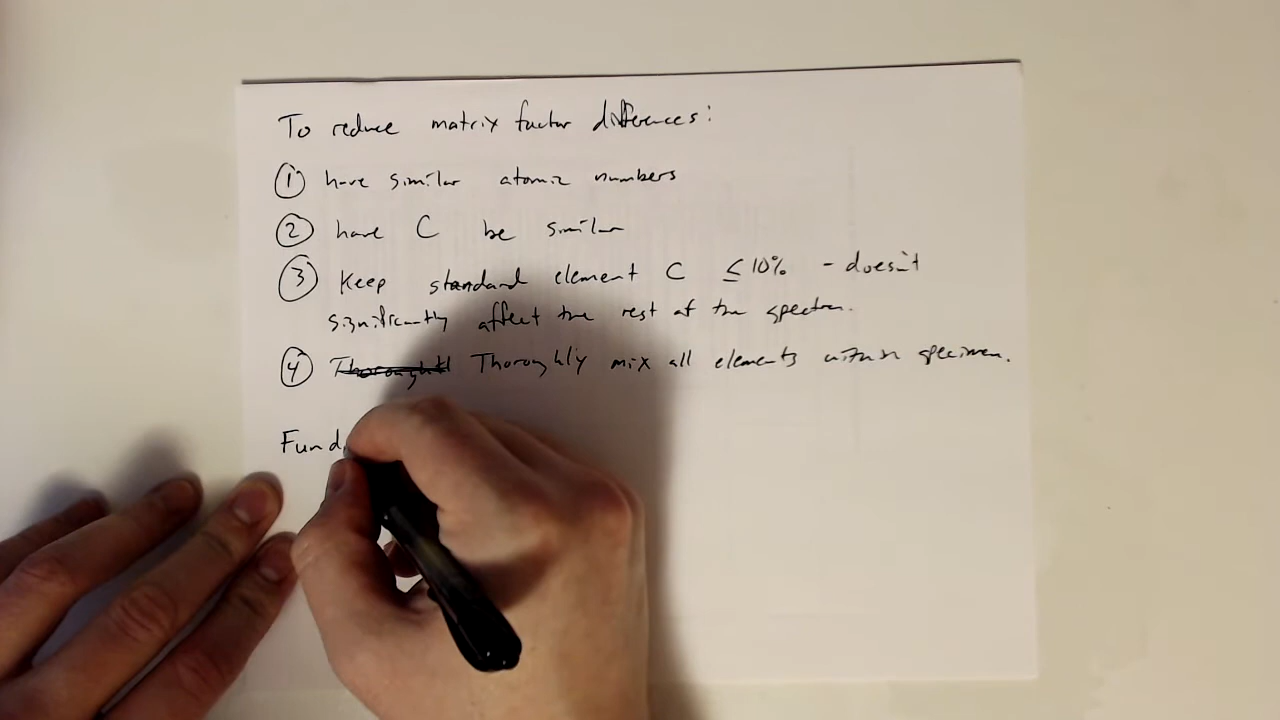 To reduce matrix factor differences:
① have similar atomic numbers
② have C be similar
③ Keep standard element C ≤ 10% - doesn't
significantly affect the rest of the spectrum.
④ Thoroughly mix all elements within specimen.
Fund